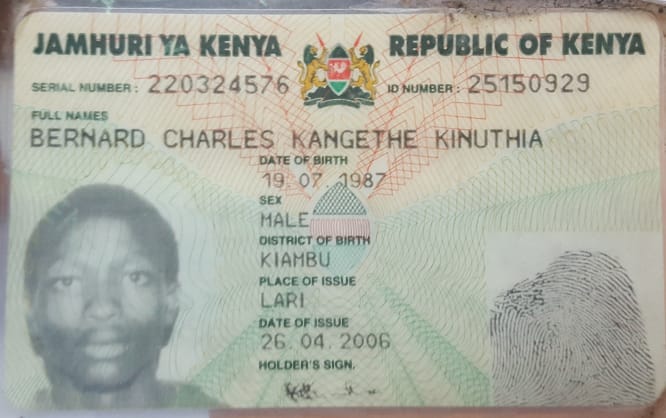 JAMHURI YA KENYA REPUBLIC OF KENYA
SERIAL NUMBER : 220324576 ID NUMBER : 25150929
FULL NAMES
BERNARD CHARLES KANGETHE KINUTHIA
DATE OF BIRTH
19. 07. 1987
SEX
MALE
DISTRICT OF BIRTH
KIAMBU
PLACE OF ISSUE
LARI
DATE OF ISSUE
26. 04. 2006
HOLDER'S SIGN.